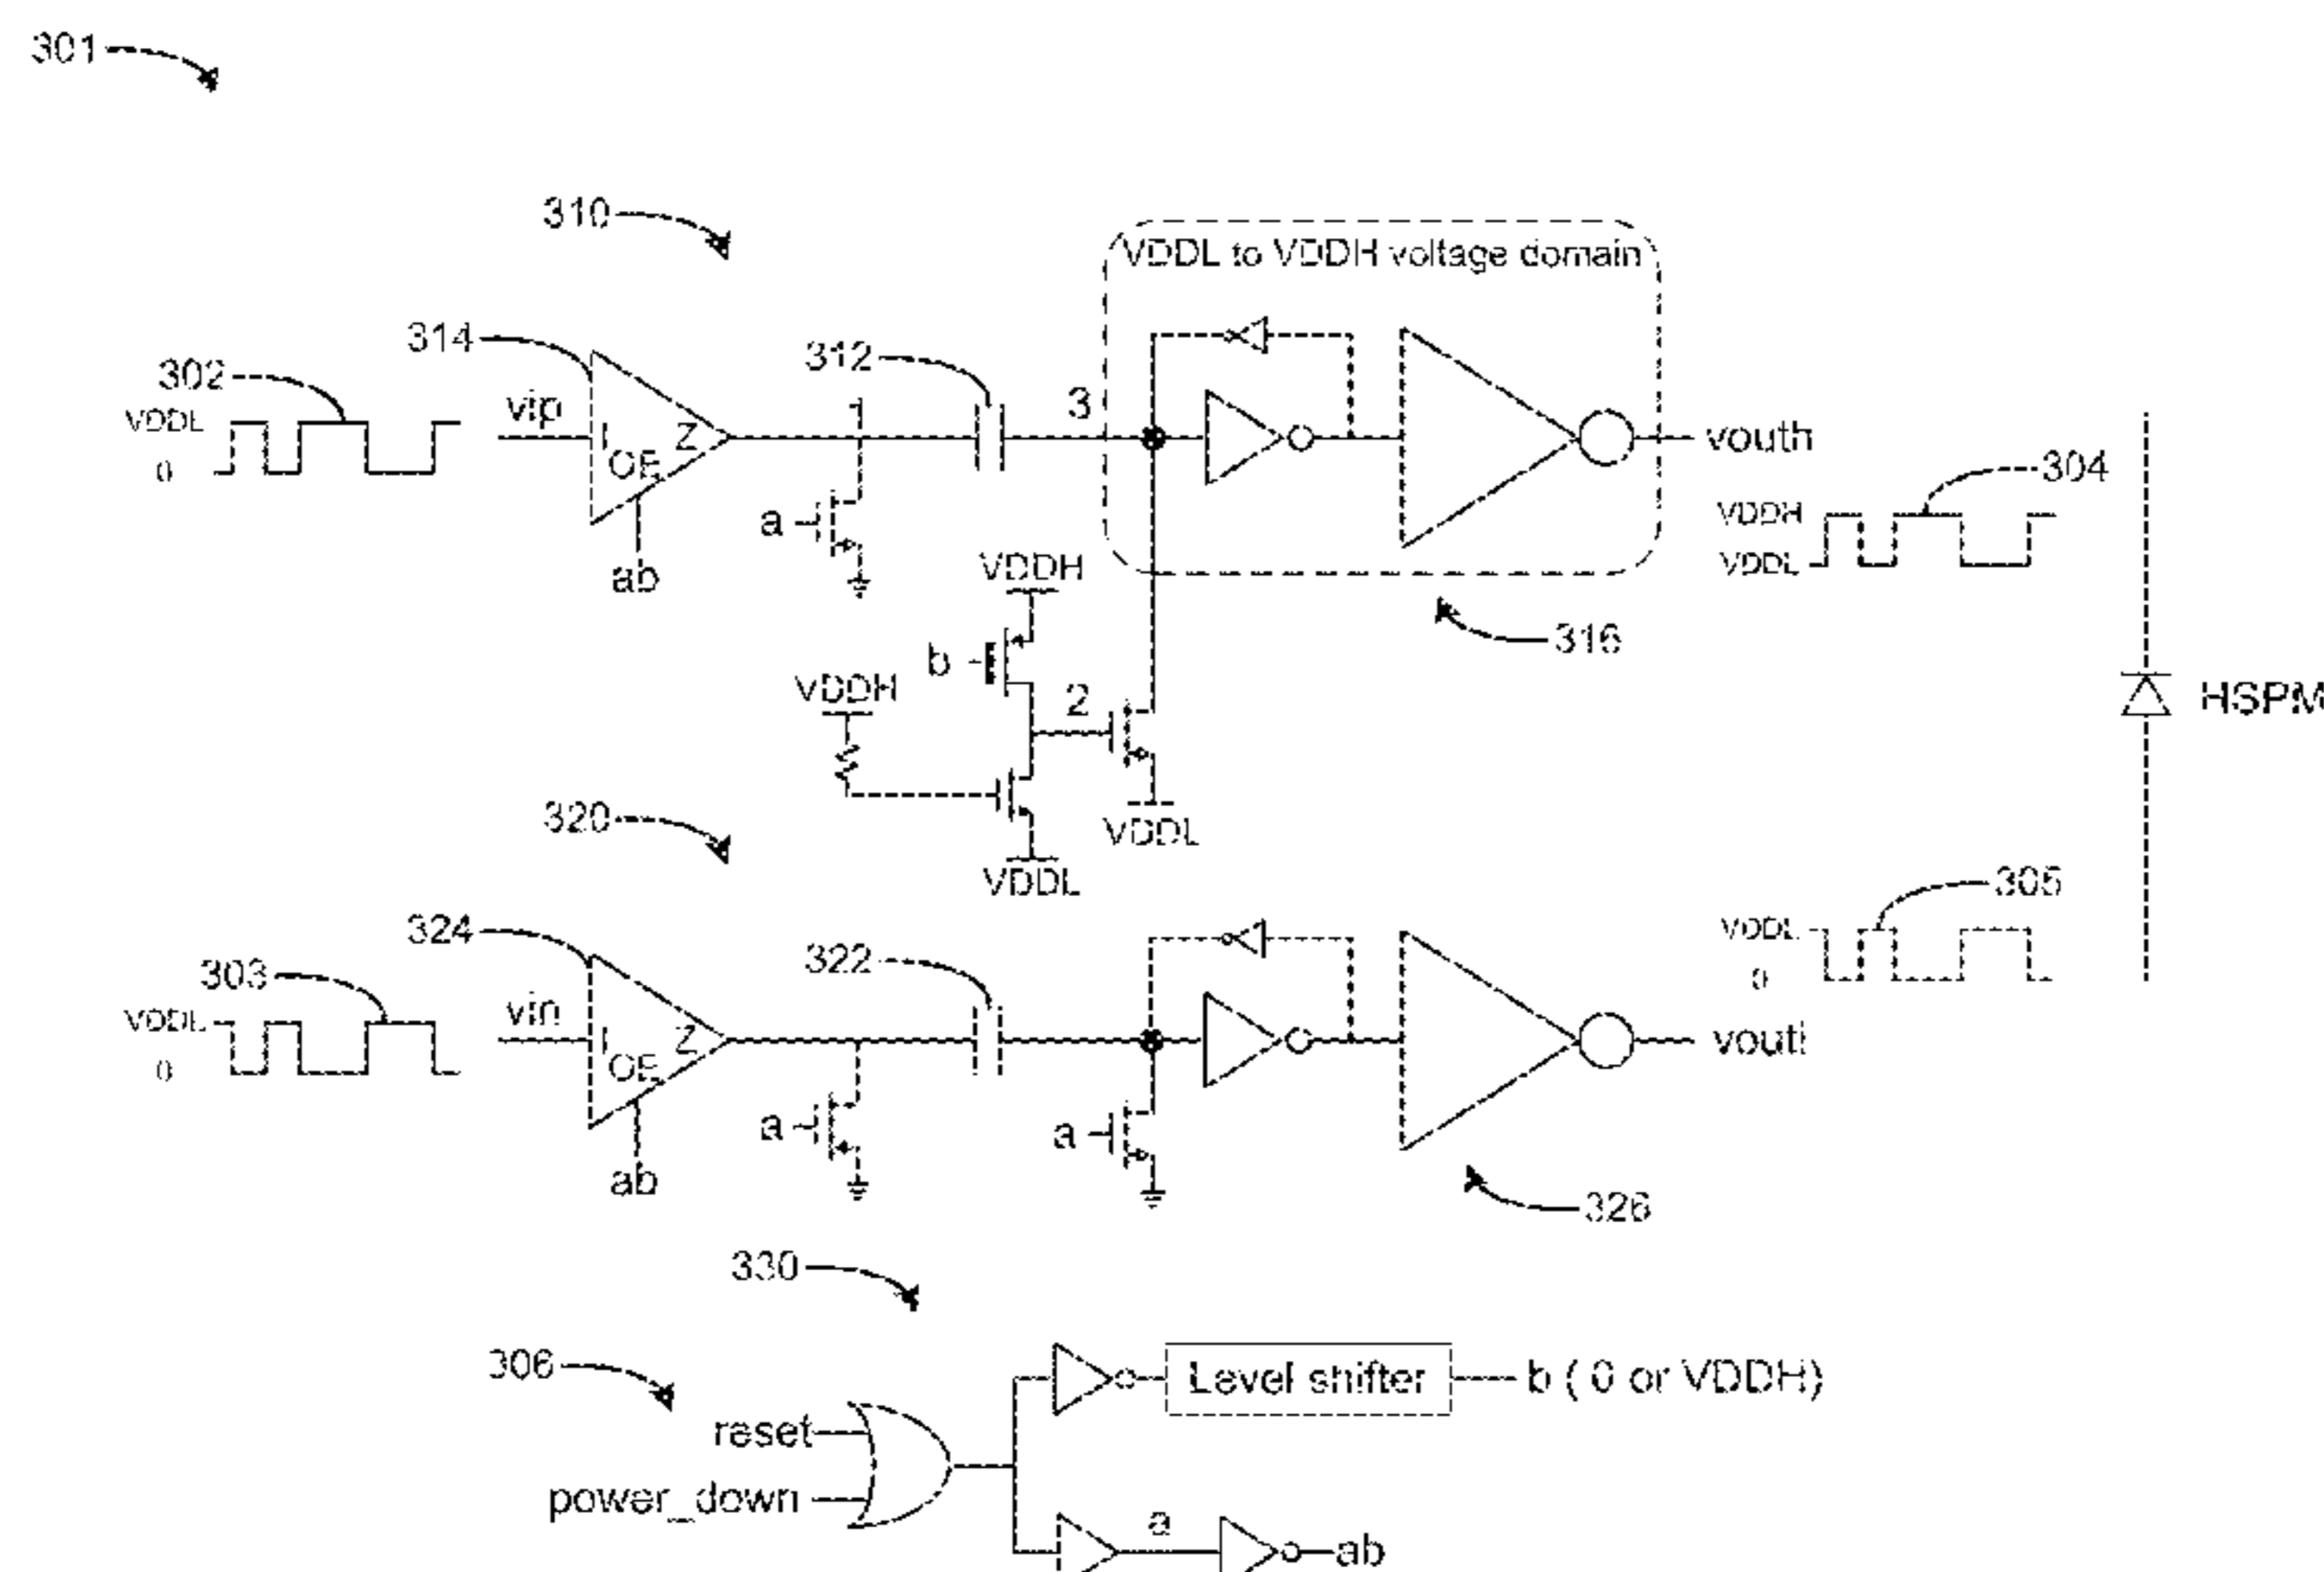 301
310
VDDL to VDDH voltage domain
314
312
302
VDDL
0
vip
I
OE
Z
ab
a
3
vouth
304
VDDH
VDDL
316
VDDH
b
VDDH
2
VDDL
VDDL
HSPM
320
324
322
303
VDDL
0
vin
I
OE
Z
ab
a
a
305
VDDL
0
326
330
306
reset
power_down
Level shifter
b ( 0 or VDDH)
a
ab